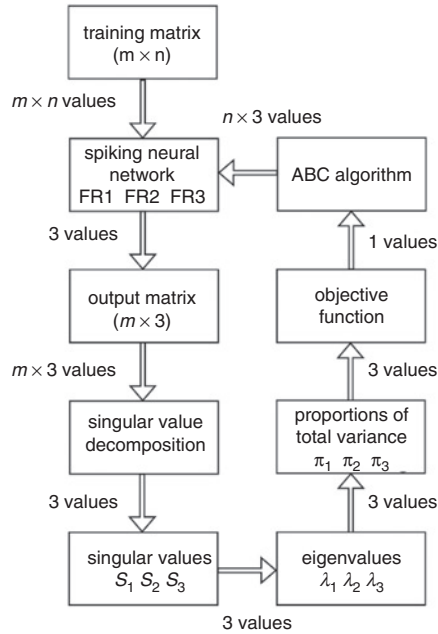 training matrix
(m × n)
m × n values
n × 3 values
spiking neural
network
FR1 FR2 FR3
ABC algorithm
3 values
1 values
output matrix
(m × 3)
objective
function
m × 3 values
3 values
singular value
decomposition
proportions of
total variance
π₁ π₂ π₃
3 values
3 values
singular values
S₁ S₂ S₃
eigenvalues
λ₁ λ₂ λ₃
3 values